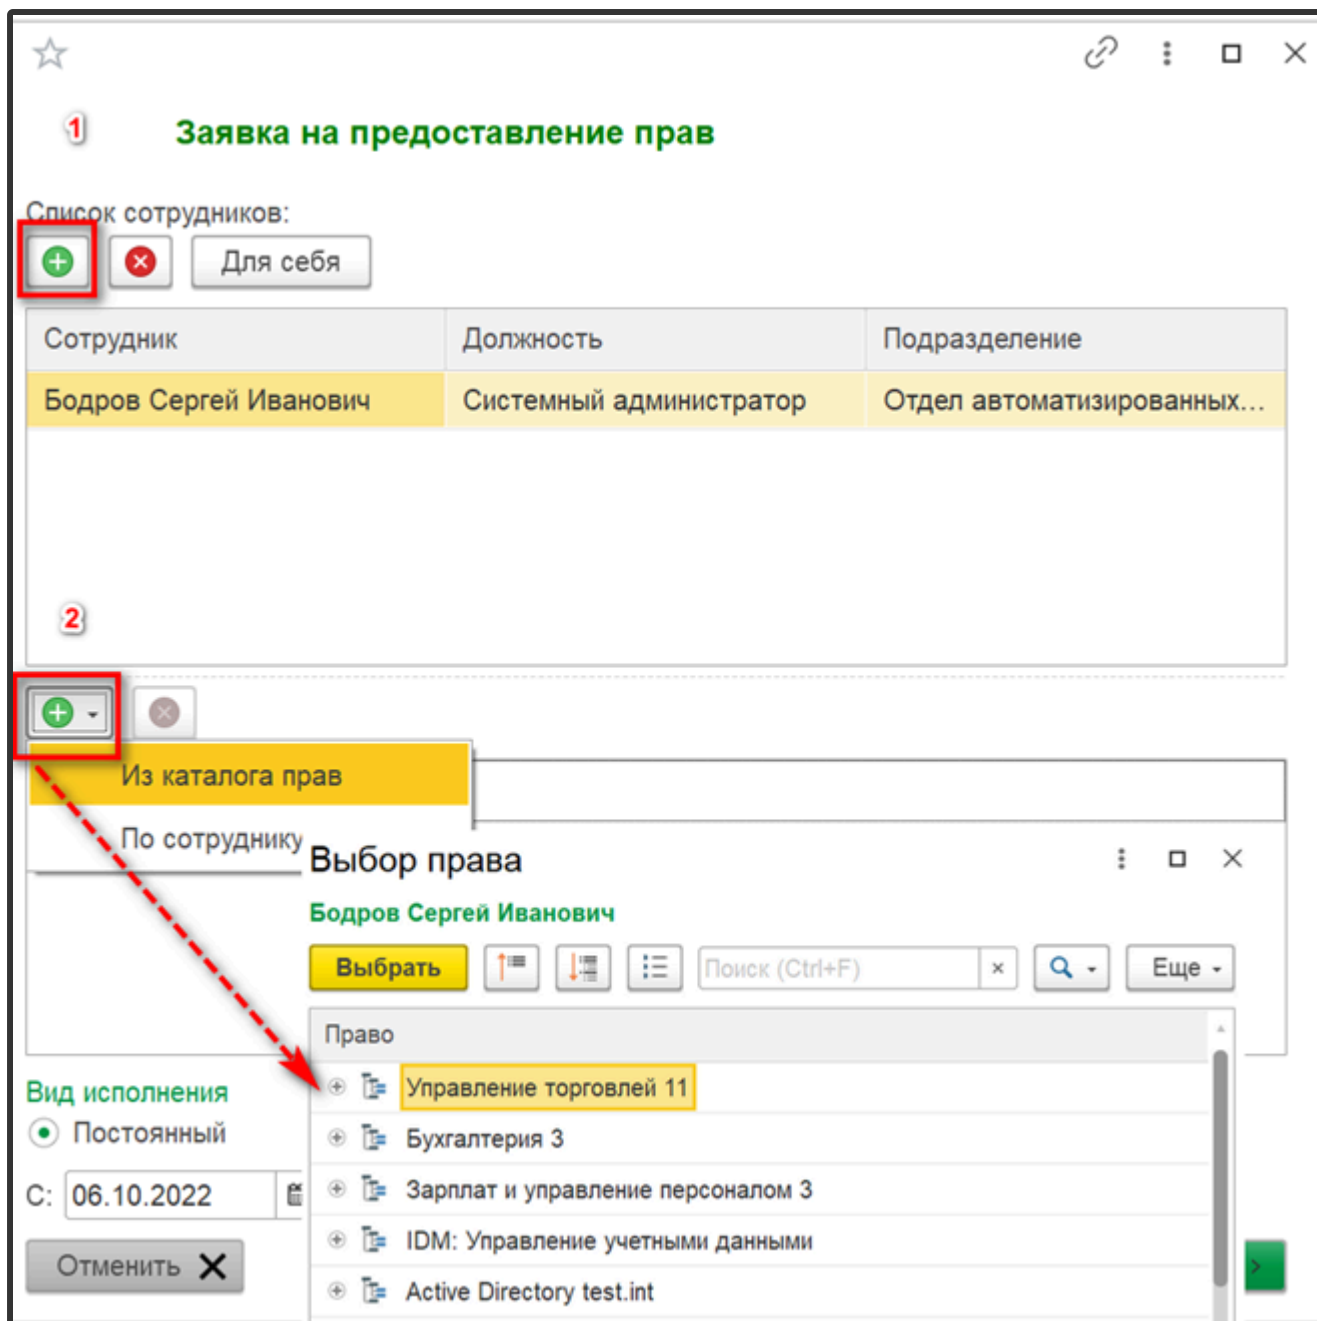 1
Заявка на предоставление прав
Список сотрудников:
Для себя
Сотрудник Должность Подразделение
Бодров Сергей Иванович Системный администратор Отдел автоматизированных...
2
Из каталога прав
По сотруднику
Выбор права
Бодров Сергей Иванович
Выбрать Поиск (Ctrl+F) × Еще
Право
Управление торговлей 11
Вид исполнения
Постоянный
Бухгалтерия 3
С: 06.10.2022
Зарплат и управление персоналом 3
IDM: Управление учетными данными
Отменить
Active Directory test.int